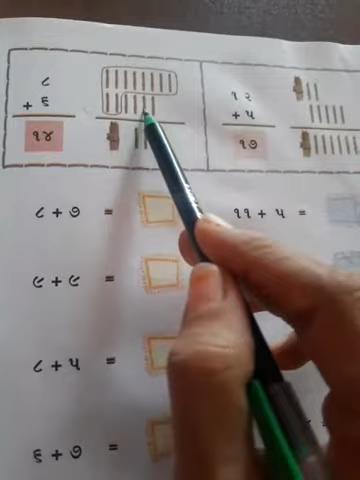 ૮
+ ૬
૧૪
૧૨
+ ૫
૧૭
૮ + ૭ =
૧૧ + ૫ =
૯ + ૯ =
૮ + ૫ =
૬ + ૭ =